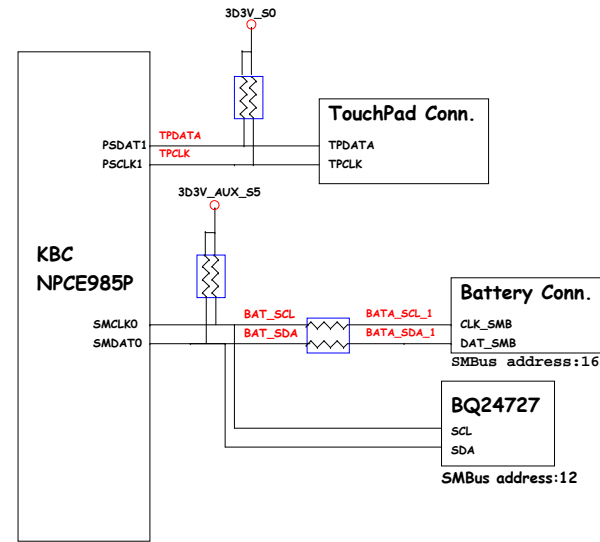 3D3V_S0
TouchPad Conn.
PSDAT1
TPDATA
TPDATA
PSCLK1
TPCLK
TPCLK
3D3V_AUX_S5
KBC
NPCE985P
Battery Conn.
SMCLK0
BAT_SCL
BATA_SCL_1
CLK_SMB
SMDAT0
BAT_SDA
BATA_SDA_1
DAT_SMB
SMBus address:16
BQ24727
SCL
SDA
SMBus address:12